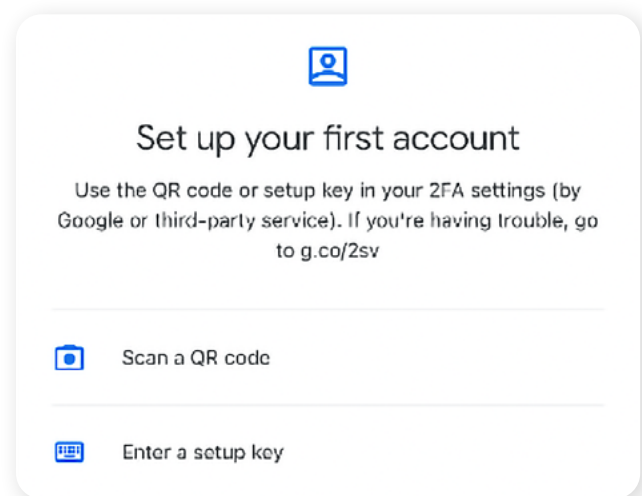 Set up your first account
Use the QR code or setup key in your 2FA settings (by
Google or third-party service). If you're having trouble, go
to g.co/2sv
Scan a QR code
Enter a setup key